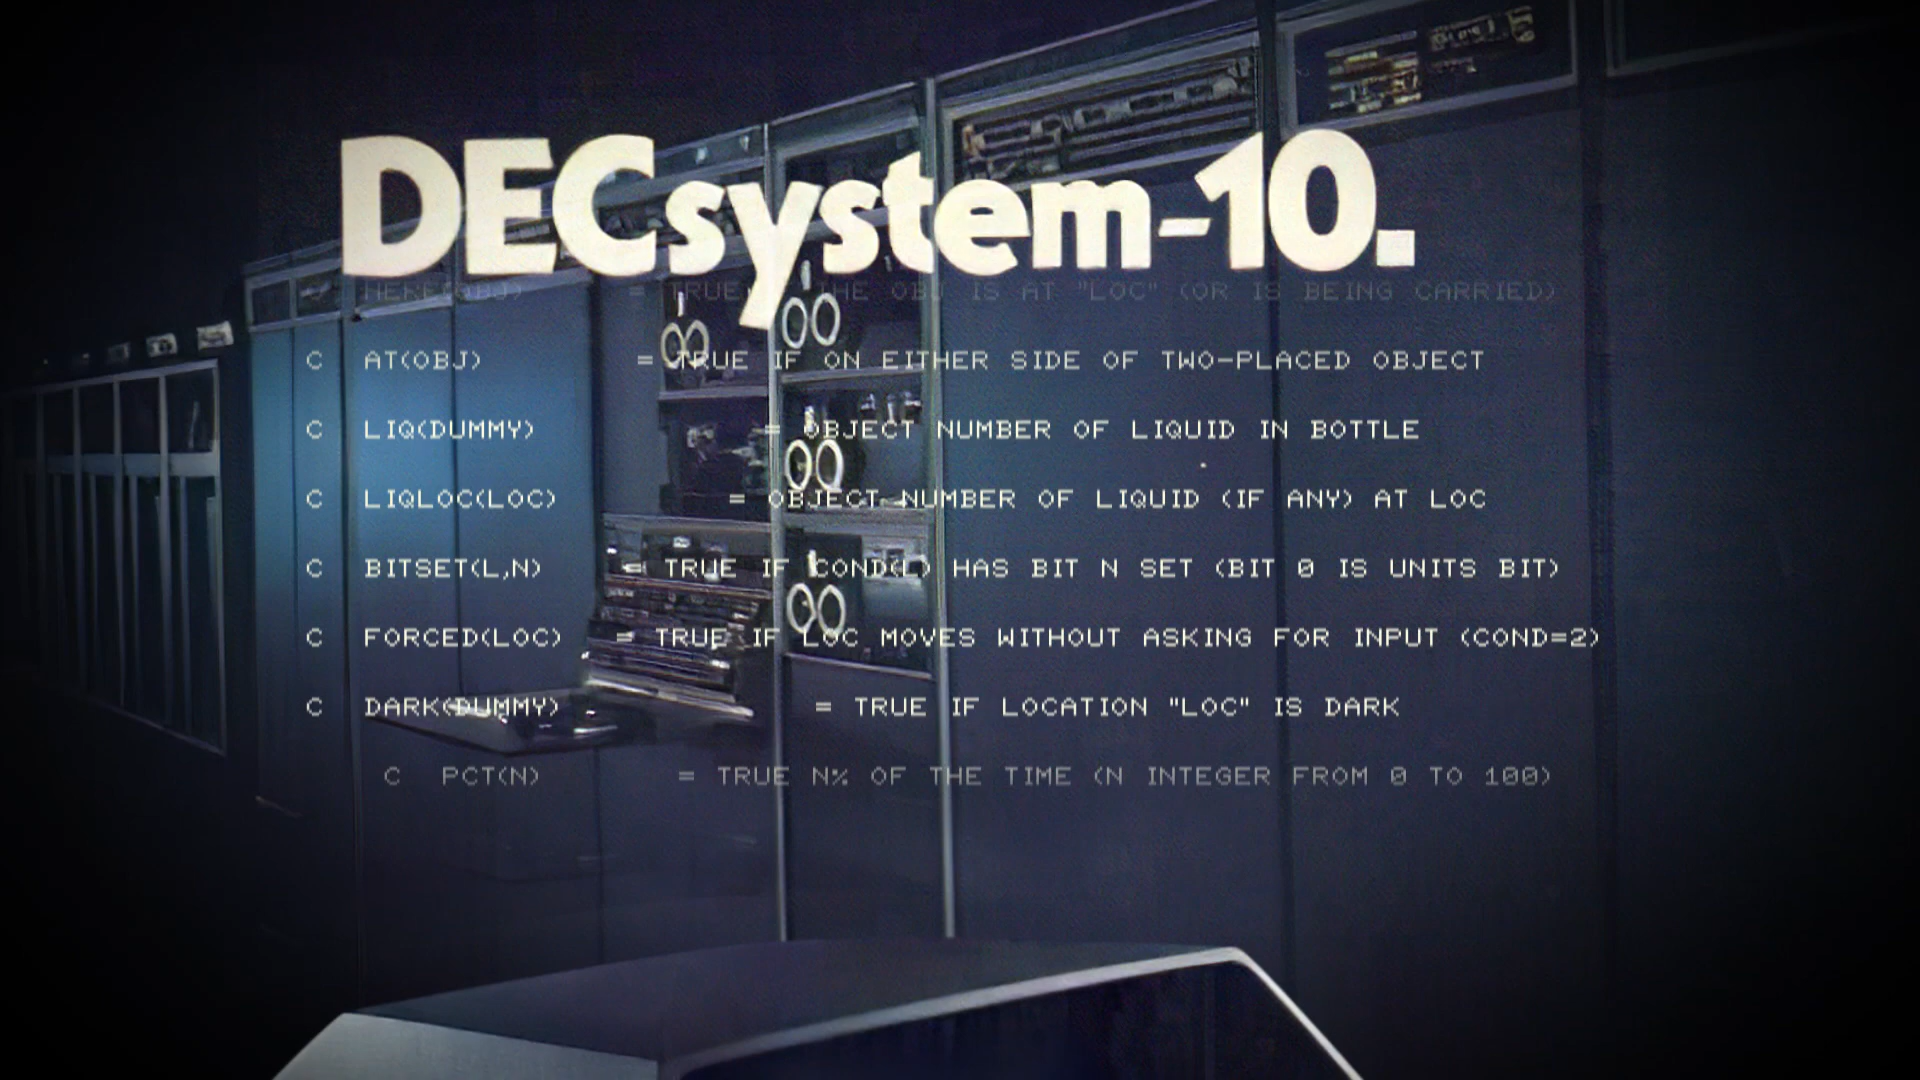 DECsystem-10.
C HERE(OBJ) = TRUE IF THE OBJ IS AT "LOC" (OR IS BEING CARRIED)
C AT(OBJ) = TRUE IF ON EITHER SIDE OF TWO-PLACED OBJECT
C LIQ(DUMMY) = OBJECT NUMBER OF LIQUID IN BOTTLE
C LIQLOC(LOC) = OBJECT NUMBER OF LIQUID (IF ANY) AT LOC
C BITSET(L,N) = TRUE IF COND(L) HAS BIT N SET (BIT 0 IS UNITS BIT)
C FORCED(LOC) = TRUE IF LOC MOVES WITHOUT ASKING FOR INPUT (COND=2)
C DARK(DUMMY) = TRUE IF LOCATION "LOC" IS DARK
C PCT(N) = TRUE N% OF THE TIME (N INTEGER FROM 0 TO 100)